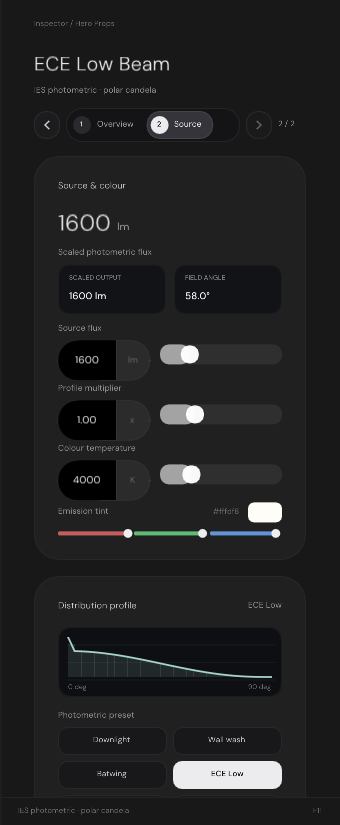 Inspector / Hero Props
ECE Low Beam
IES photometric · polar candela
1 Overview 2 Source 2 / 2
Source & colour
1600 lm
Scaled photometric flux
SCALED OUTPUT
1600 lm
FIELD ANGLE
58.0°
Source flux
1600 lm
Profile multiplier
1.00 x
Colour temperature
4000 K
Emission tint #fffdf6
Distribution profile ECE Low
0 deg 90 deg
Photometric preset
Downlight Wall wash
Batwing ECE Low
IES photometric · polar candela